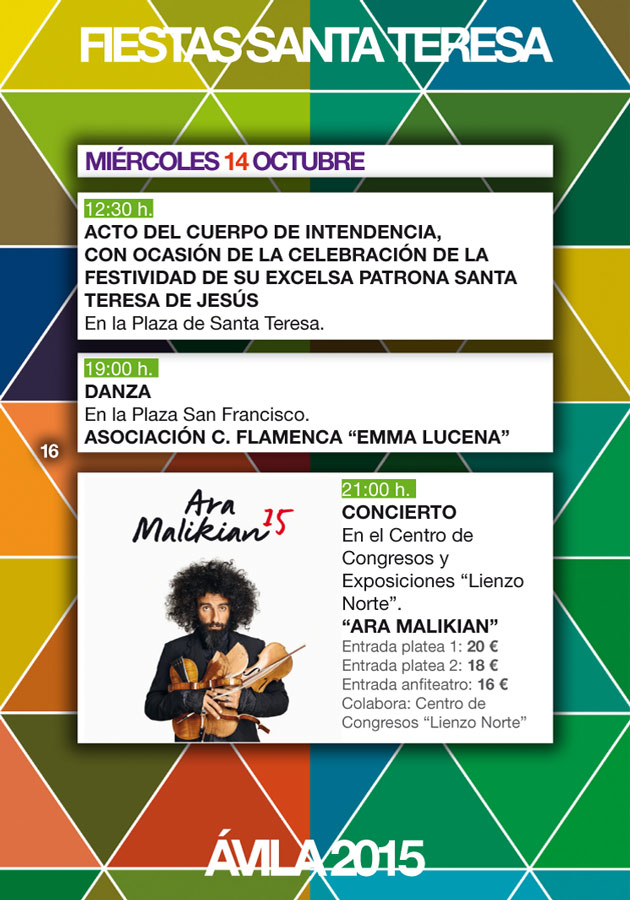 FIESTAS SANTA TERESA
MIÉRCOLES 14 OCTUBRE
12:30 h.
ACTO DEL CUERPO DE INTENDENCIA,
CON OCASIÓN DE LA CELEBRACIÓN DE LA
FESTIVIDAD DE SU EXCELSA PATRONA SANTA
TERESA DE JESÚS
En la Plaza de Santa Teresa.
19:00 h.
DANZA
En la Plaza San Francisco.
ASOCIACIÓN C. FLAMENCA “EMMA LUCENA”
16
Ara
Malikian 15
21:00 h.
CONCIERTO
En el Centro de
Congresos y
Exposiciones “Lienzo
Norte”.
“ARA MALIKIAN”
Entrada platea 1: 20 €
Entrada platea 2: 18 €
Entrada anfiteatro: 16 €
Colabora: Centro de
Congresos “Lienzo Norte”
ÁVILA 2015